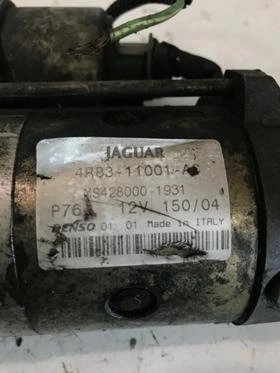 JAGUAR
4R83-11001-A
MS428000-1931
P76 12V 150/04
DENSO 01 01 Made in ITALY